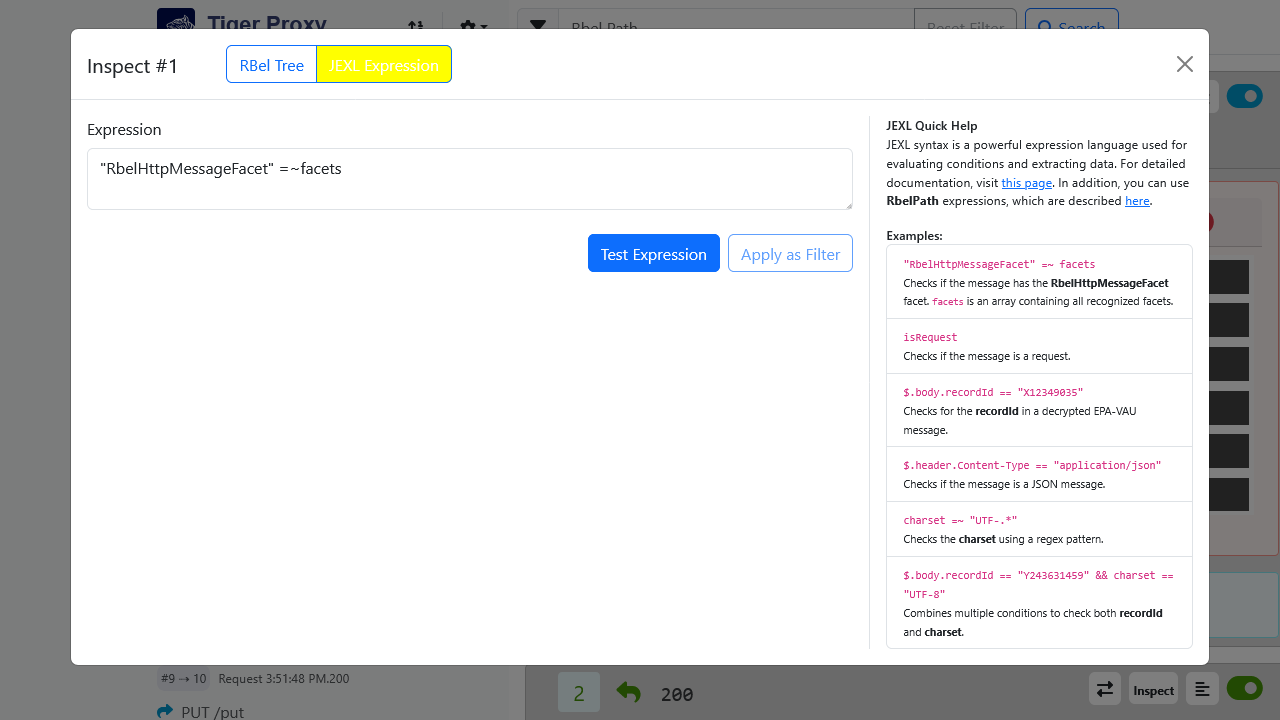 Tiger Proxy
Rbel Path
Reset Filter
Search
Inspect #1
RBel Tree
JEXL Expression
Expression
"RbelHttpMessageFacet" =~facets
Test Expression
Apply as Filter
JEXL Quick Help
JEXL syntax is a powerful expression language used for
evaluating conditions and extracting data. For detailed
documentation, visit this page. In addition, you can use
RbelPath expressions, which are described here.
Examples:
"RbelHttpMessageFacet" =~ facets
Checks if the message has the RbelHttpMessageFacet
facet. facets is an array containing all recognized facets.
isRequest
Checks if the message is a request.
$.body.recordId == "X12349035"
Checks for the recordId in a decrypted EPA-VAU
message.
$.header.Content-Type == "application/json"
Checks if the message is a JSON message.
charset =~ "UTF-.*"
Checks the charset using a regex pattern.
$.body.recordId == "Y243631459" && charset ==
"UTF-8"
Combines multiple conditions to check both recordId
and charset.
#9 → 10 Request 3:51:48 PM.200
PUT /put
2
200
Inspect